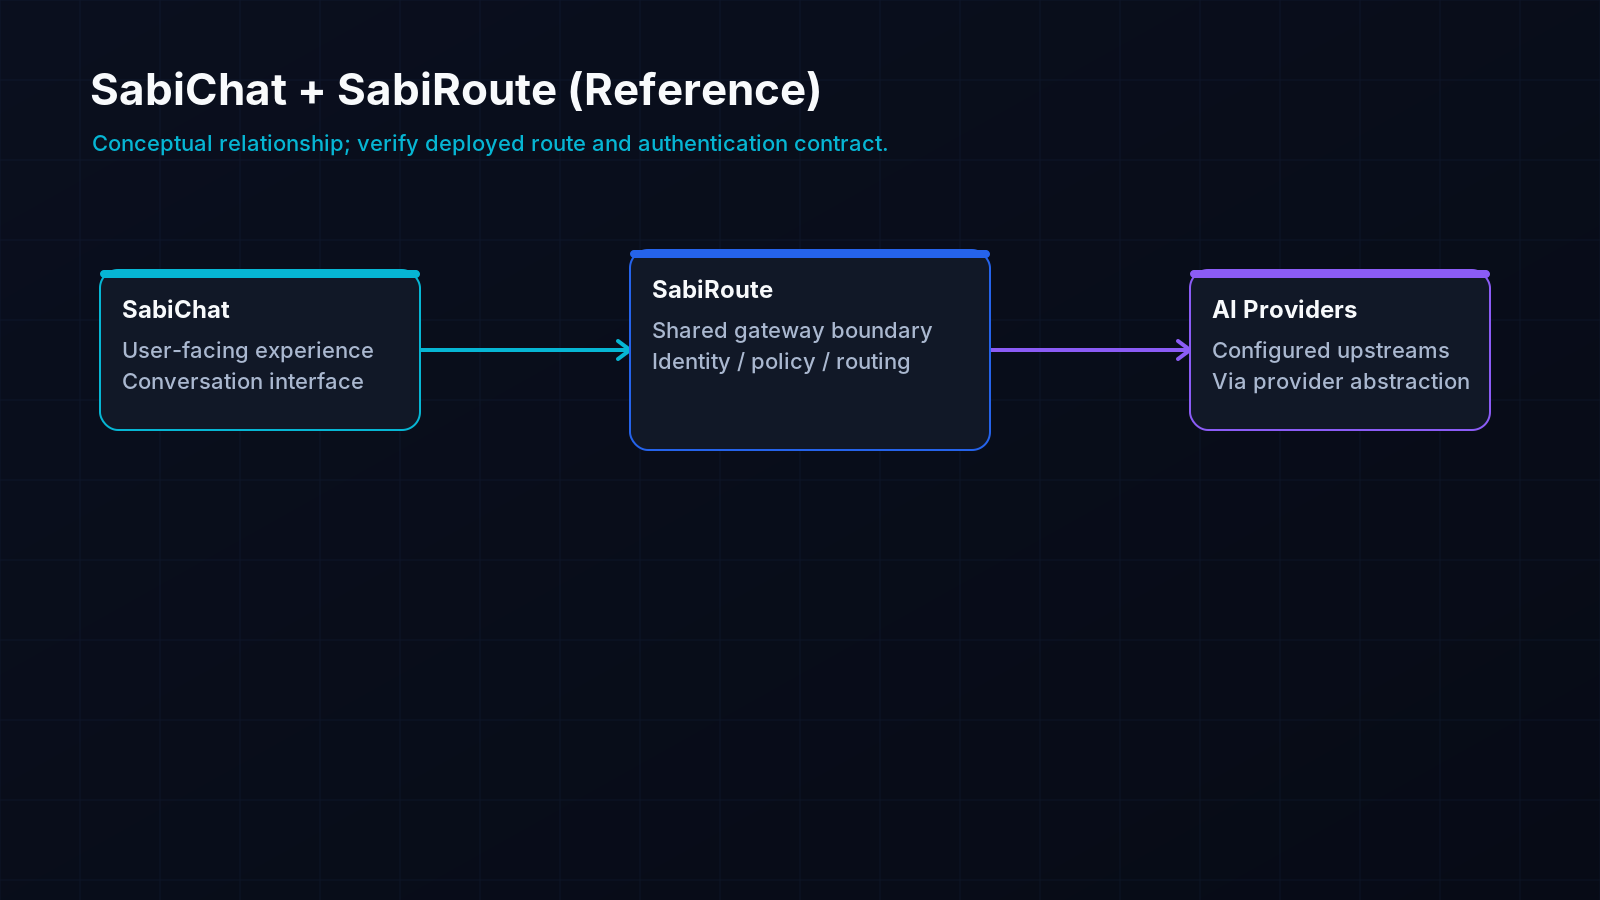 SabiChat + SabiRoute (Reference)
Conceptual relationship; verify deployed route and authentication contract.
SabiChat
User-facing experience
Conversation interface
SabiRoute
Shared gateway boundary
Identity / policy / routing
AI Providers
Configured upstreams
Via provider abstraction